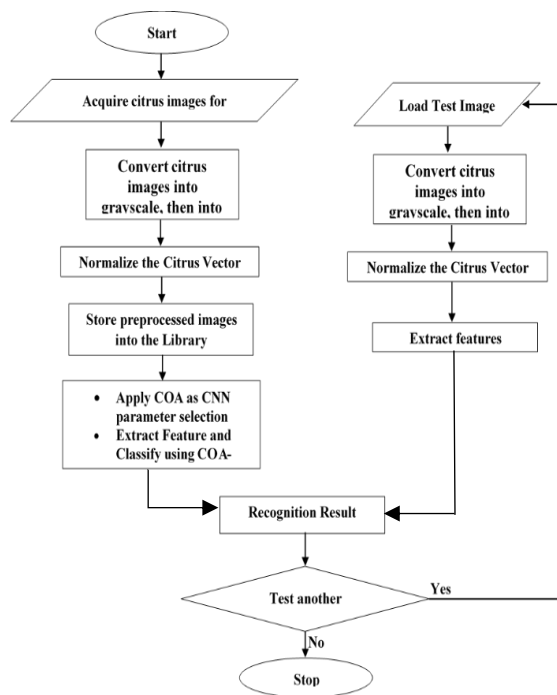 Start
Acquire citrus images for
Convert citrus
images into
grayscale, then into
Normalize the Citrus Vector
Store preprocessed images
into the Library
• Apply COA as CNN
parameter selection
• Extract Feature and
Classify using COA-
Load Test Image
Convert citrus
images into
grayscale, then into
Normalize the Citrus Vector
Extract features
Recognition Result
Test another
Yes
No
Stop